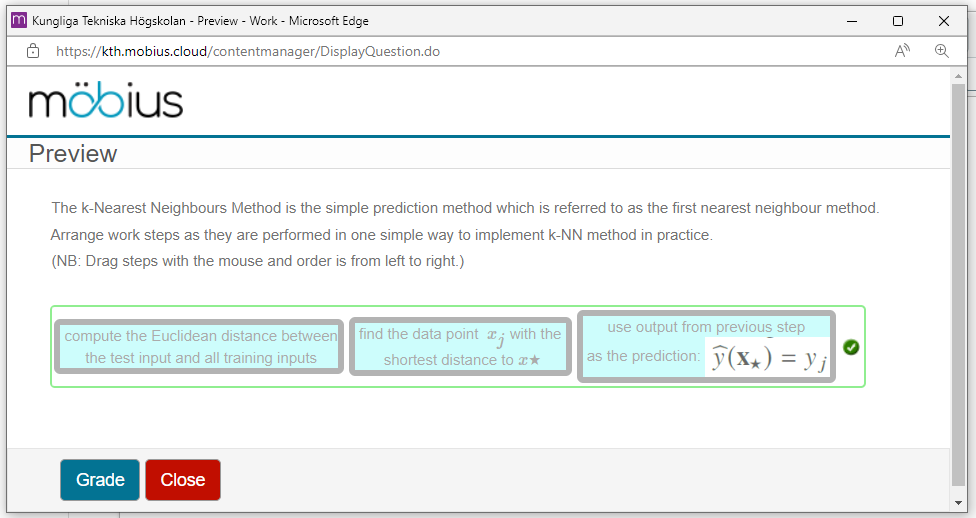 Kungliga Tekniska Högskolan - Preview - Work - Microsoft Edge
https://kth.mobius.cloud/contentmanager/DisplayQuestion.do
möbius
Preview
The k-Nearest Neighbours Method is the simple prediction method which is referred to as the first nearest neighbour method.
Arrange work steps as they are performed in one simple way to implement k-NN method in practice.
(NB: Drag steps with the mouse and order is from left to right.)
compute the Euclidean distance between
the test input and all training inputs
find the data point x_j with the
shortest distance to x★
use output from previous step
as the prediction: ŷ(x⋆) = y_j
Grade
Close